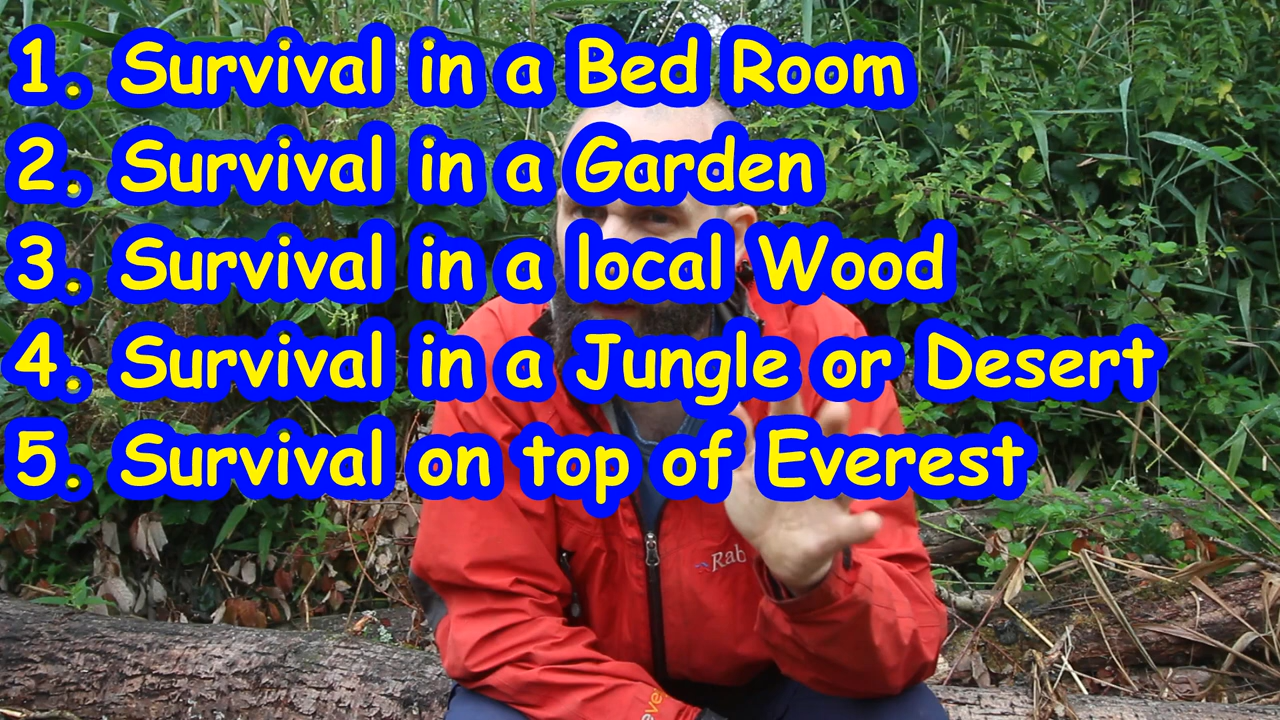 1. Survival in a Bed Room
2. Survival in a Garden
3. Survival in a local Wood
4. Survival in a Jungle or Desert
5. Survival on top of Everest
Rab